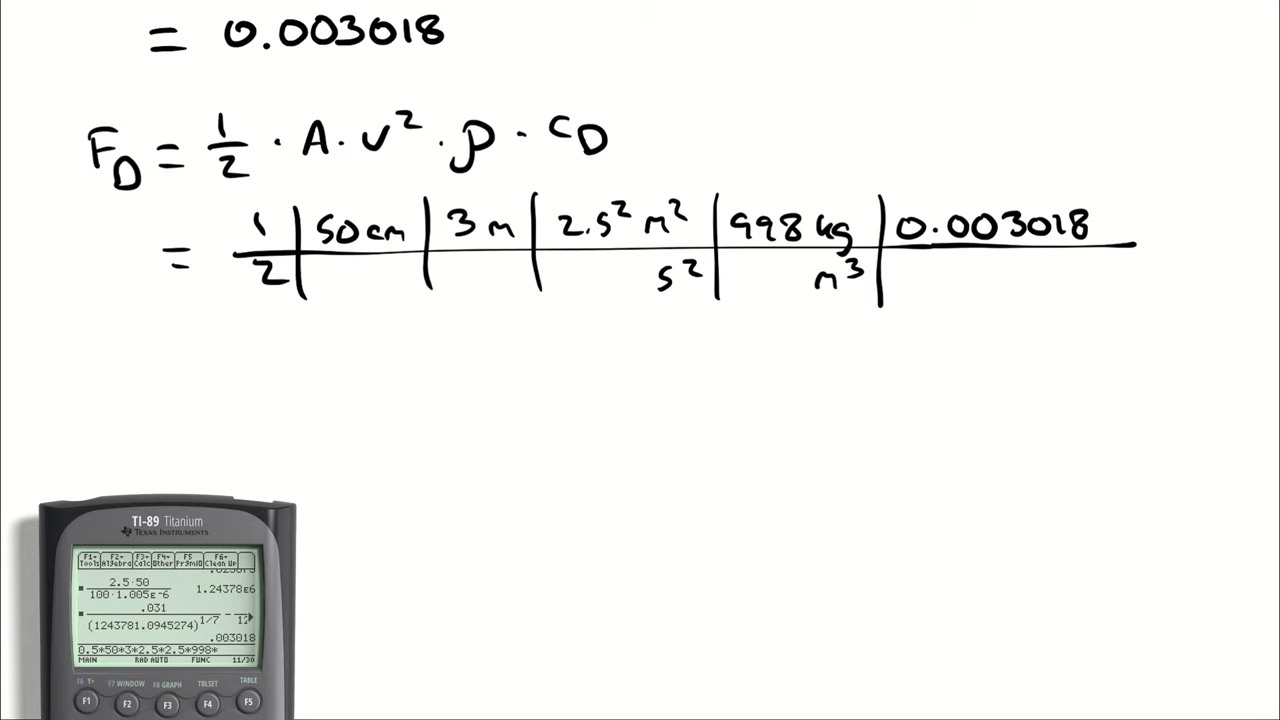 = 0.003018
F_D = 1/2 · A · v² · ρ · C_D
= 1/2 | 50 cm | 3 m | 2.5² m²/s² | 998 kg/m³ | 0.003018
TI-89 Titanium
TEXAS INSTRUMENTS
F1▾ Tools F2▾ Algebra F3▾ Calc F4▾ Other F5 PrgmIO F6▾ Clean Up
2.5·50/(100·1.005E-6) 1.24378E6
.031/(1243781.0945274)^1/7 - 12▸
.003018
0.5*50*3*2.5*2.5*998*
MAIN RAD AUTO FUNC 11/30
F6 Y= F7 WINDOW F8 GRAPH TBLSET TABLE
F1 F2 F3 F4 F5